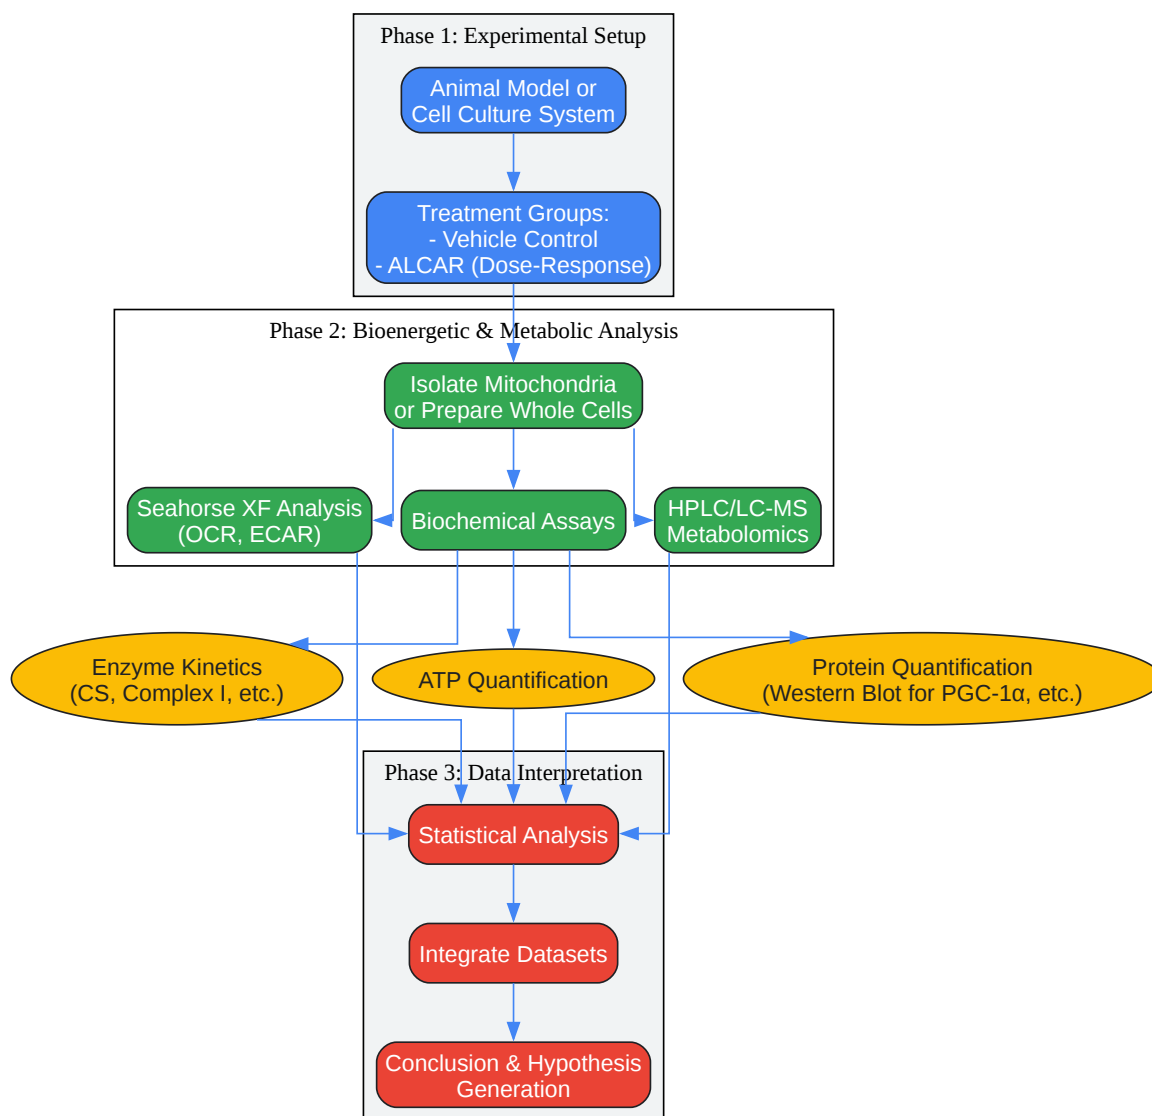 Phase 1: Experimental Setup
Animal Model or
Cell Culture System
Treatment Groups:
- Vehicle Control
- ALCAR (Dose-Response)
Phase 2: Bioenergetic & Metabolic Analysis
Isolate Mitochondria
or Prepare Whole Cells
Seahorse XF Analysis
(OCR, ECAR)
Biochemical Assays
HPLC/LC-MS
Metabolomics
Enzyme Kinetics
(CS, Complex I, etc.)
ATP Quantification
Protein Quantification
(Western Blot for PGC-1α, etc.)
Phase 3: Data Interpretation
Statistical Analysis
Integrate Datasets
Conclusion & Hypothesis
Generation